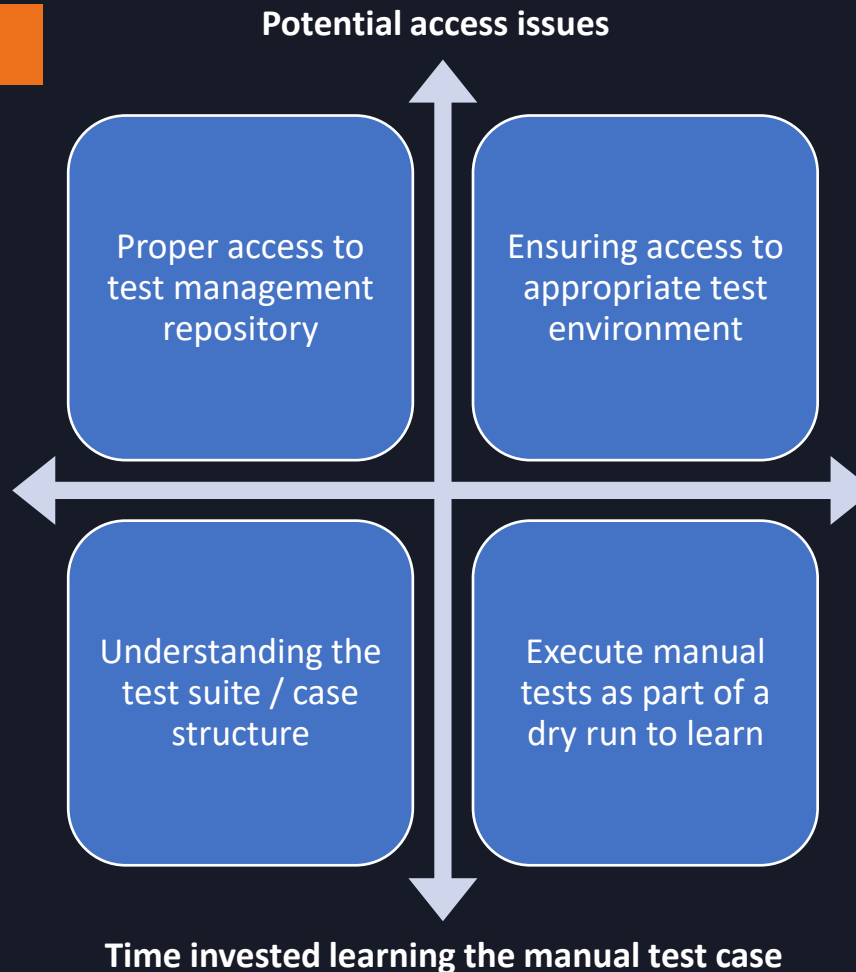 Potential access issues
Proper access to
test management
repository
Ensuring access to
appropriate test
environment
Understanding the
test suite / case
structure
Execute manual
tests as part of a
dry run to learn
Time invested learning the manual test case